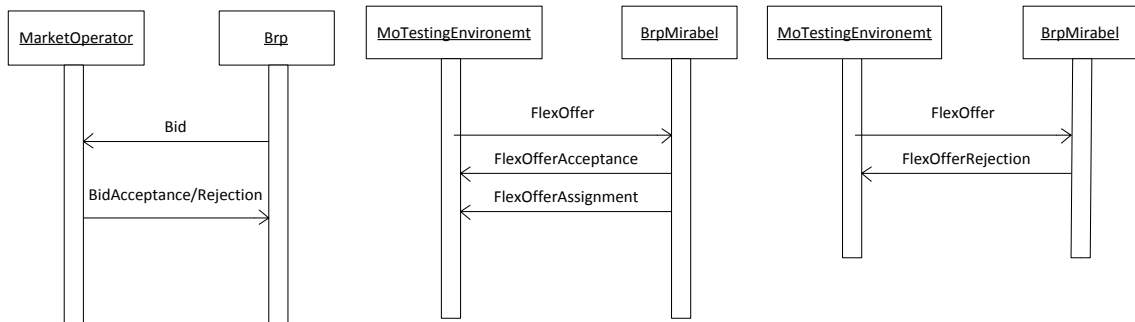 MarketOperator
Brp
Bid
BidAcceptance/Rejection
MoTestingEnvironemt
BrpMirabel
FlexOffer
FlexOfferAcceptance
FlexOfferAssignment
MoTestingEnvironemt
BrpMirabel
FlexOffer
FlexOfferRejection